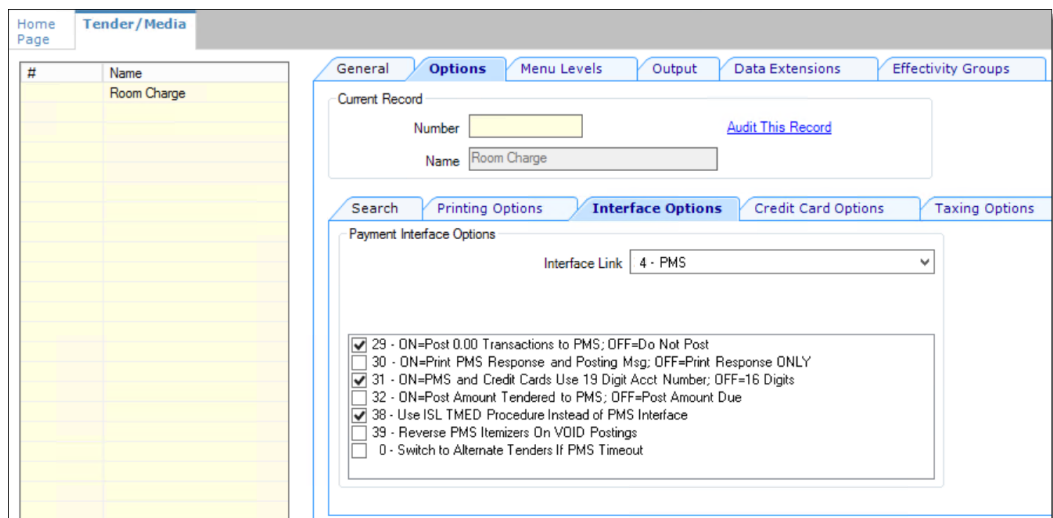 Home Page
Tender/Media
# Name
Room Charge
General Options Menu Levels Output Data Extensions Effectivity Groups
Current Record
Number Audit This Record
Name Room Charge
Search Printing Options Interface Options Credit Card Options Taxing Options
Payment Interface Options
Interface Link 4 - PMS
29 - ON=Post 0.00 Transactions to PMS; OFF=Do Not Post
30 - ON=Print PMS Response and Posting Msg; OFF=Print Response ONLY
31 - ON=PMS and Credit Cards Use 19 Digit Acct Number; OFF=16 Digits
32 - ON=Post Amount Tendered to PMS; OFF=Post Amount Due
38 - Use ISL TMED Procedure Instead of PMS Interface
39 - Reverse PMS Itemizers On VOID Postings
0 - Switch to Alternate Tenders If PMS Timeout